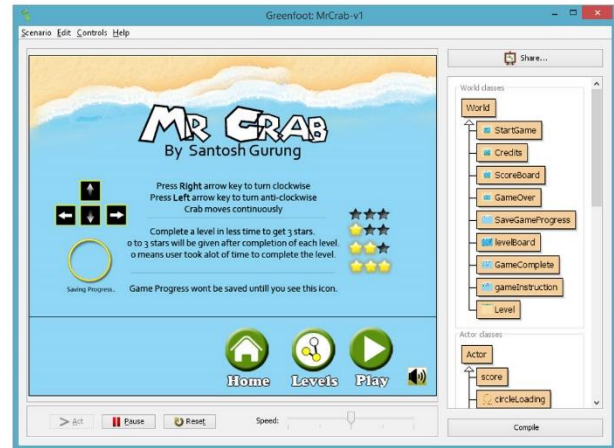 Greenfoot: MrCrab-v1
Scenario Edit Controls Help
MR CRAB
By Santosh Gurung
Press Right arrow key to turn clockwise
Press Left arrow key to turn anti-clockwise
Crab moves continuously
Complete a level in less time to get 3 stars.
0 to 3 stars will be given after completion of each level.
0 means user took alot of time to complete the level.
Saving Progress..
Game Progress wont be saved untill you see this icon.
Home Levels Play
Act Pause Reset Speed:
Share...
World classes
World
StartGame
Credits
ScoreBoard
GameOver
SaveGameProgress
levelBoard
GameComplete
gameInstruction
Level
Actor classes
Actor
score
circleLoading
Compile